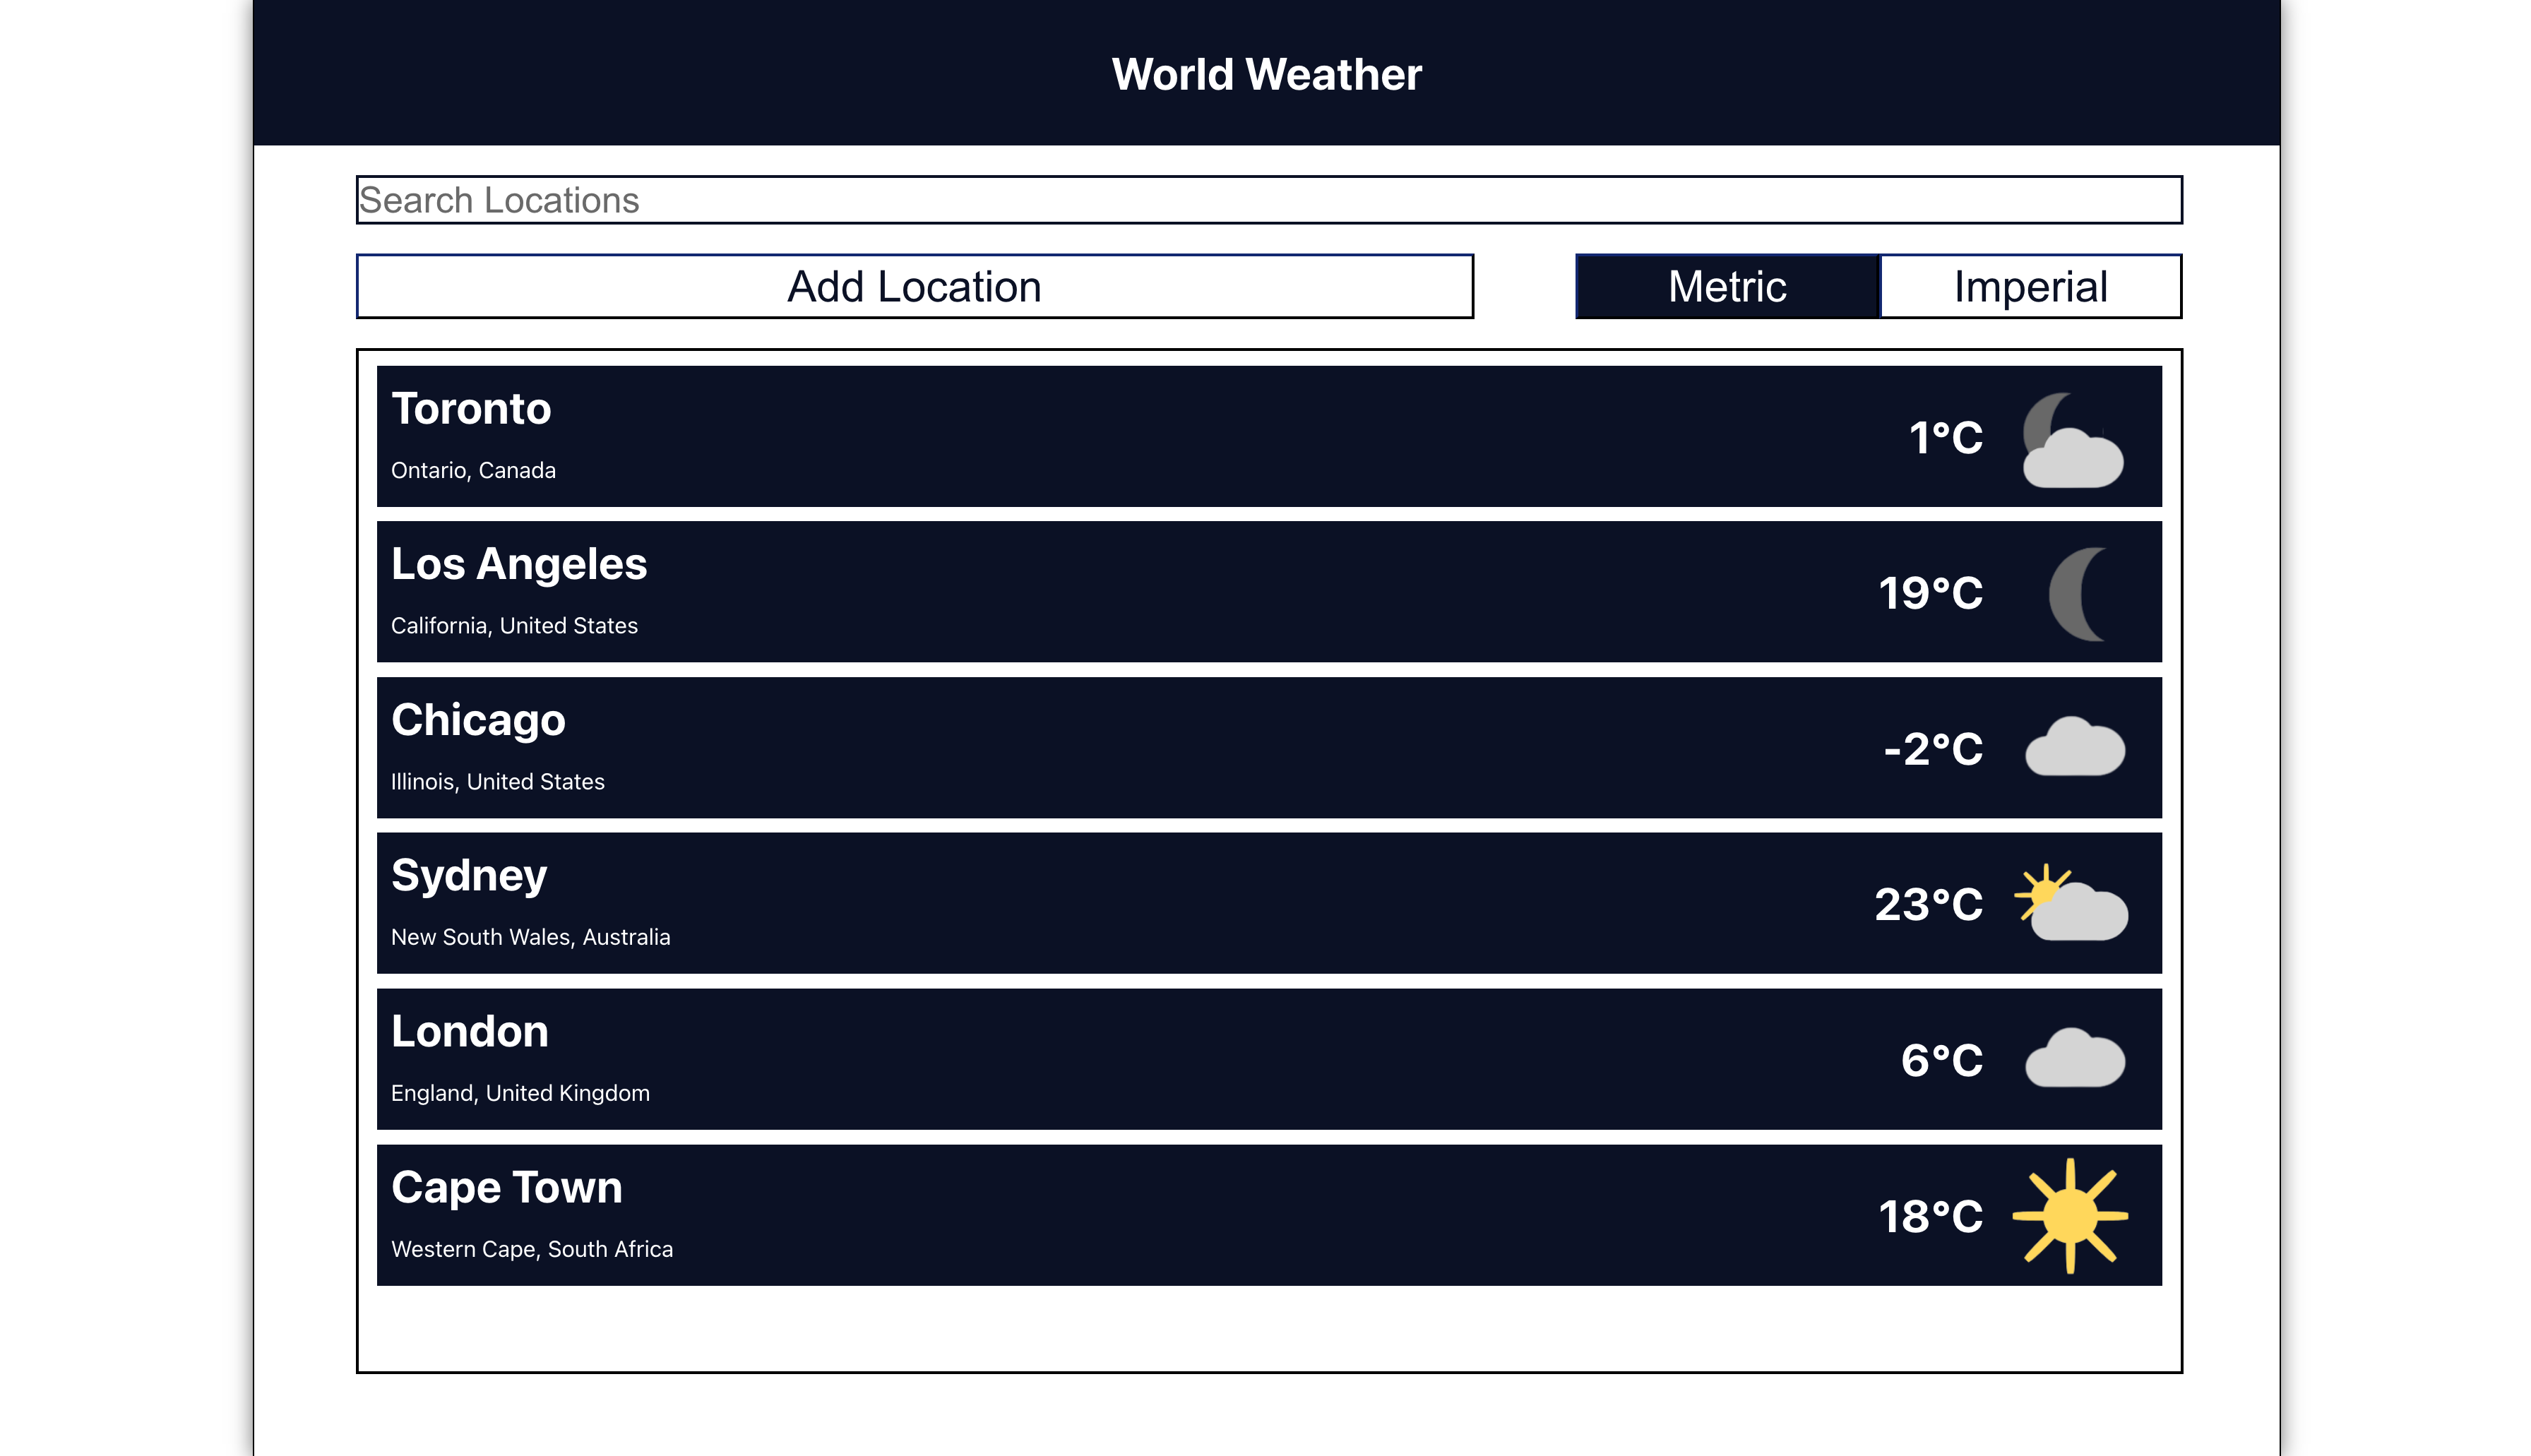 World Weather
Search Locations
Add Location
Metric
Imperial
Toronto
Ontario, Canada
1°C
Los Angeles
California, United States
19°C
Chicago
Illinois, United States
-2°C
Sydney
New South Wales, Australia
23°C
London
England, United Kingdom
6°C
Cape Town
Western Cape, South Africa
18°C